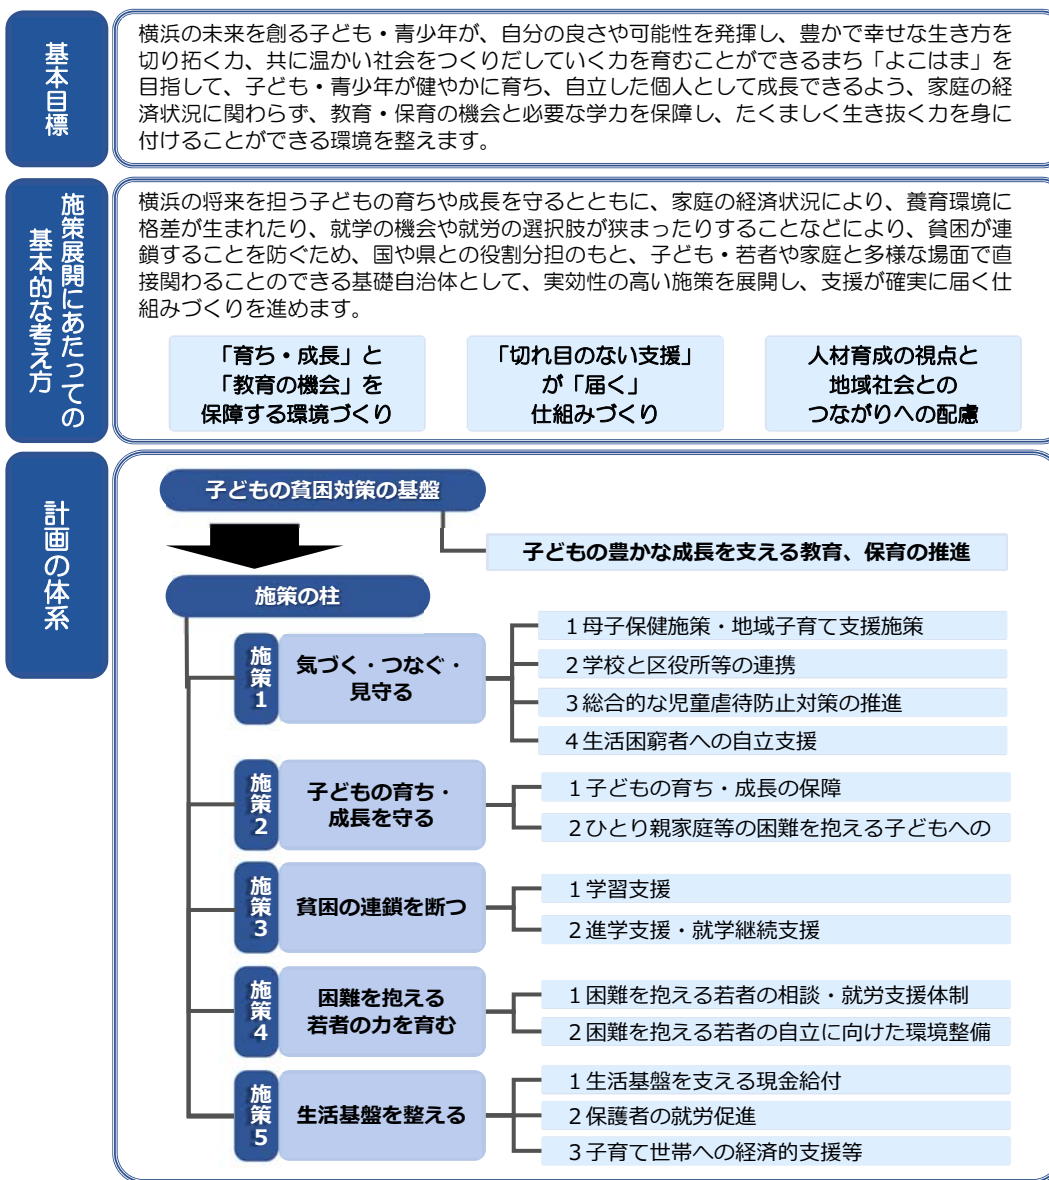 基本目標
横浜の未来を創る子ども・青少年が、自分の良さや可能性を発揮し、豊かで幸せな生き方を
切り拓く力、共に温かい社会をつくりだしていく力を育むことができるまち「よこはま」を
目指して、子ども・青少年が健やかに育ち、自立した個人として成長できるよう、家庭の経
済状況に関わらず、教育・保育の機会と必要な学力を保障し、たくましく生き抜く力を身に
付けることができる環境を整えます。
施策展開にあたっての
基本的な考え方
横浜の将来を担う子どもの育ちや成長を守るとともに、家庭の経済状況により、養育環境に
格差が生まれたり、就学の機会や就労の選択肢が狭まったりすることなどにより、貧困が連
鎖することを防ぐため、国や県との役割分担のもと、子ども・若者や家庭と多様な場面で直
接関わることのできる基礎自治体として、実効性の高い施策を展開し、支援が確実に届く仕
組みづくりを進めます。
「育ち・成長」と
「教育の機会」を
保障する環境づくり
「切れ目のない支援」
が「届く」
仕組みづくり
人材育成の視点と
地域社会との
つながりへの配慮
計画の体系
子どもの貧困対策の基盤
子どもの豊かな成長を支える教育、保育の推進
施策の柱
施策1
気づく・つなぐ・
見守る
1母子保健施策・地域子育て支援施策
2学校と区役所等の連携
3総合的な児童虐待防止対策の推進
4生活困窮者への自立支援
施策2
子どもの育ち・
成長を守る
1子どもの育ち・成長の保障
2ひとり親家庭等の困難を抱える子どもへの
施策3
貧困の連鎖を断つ
1学習支援
2進学支援・就学継続支援
施策4
困難を抱える
若者の力を育む
1困難を抱える若者の相談・就労支援体制
2困難を抱える若者の自立に向けた環境整備
施策5
生活基盤を整える
1生活基盤を支える現金給付
2保護者の就労促進
3子育て世帯への経済的支援等